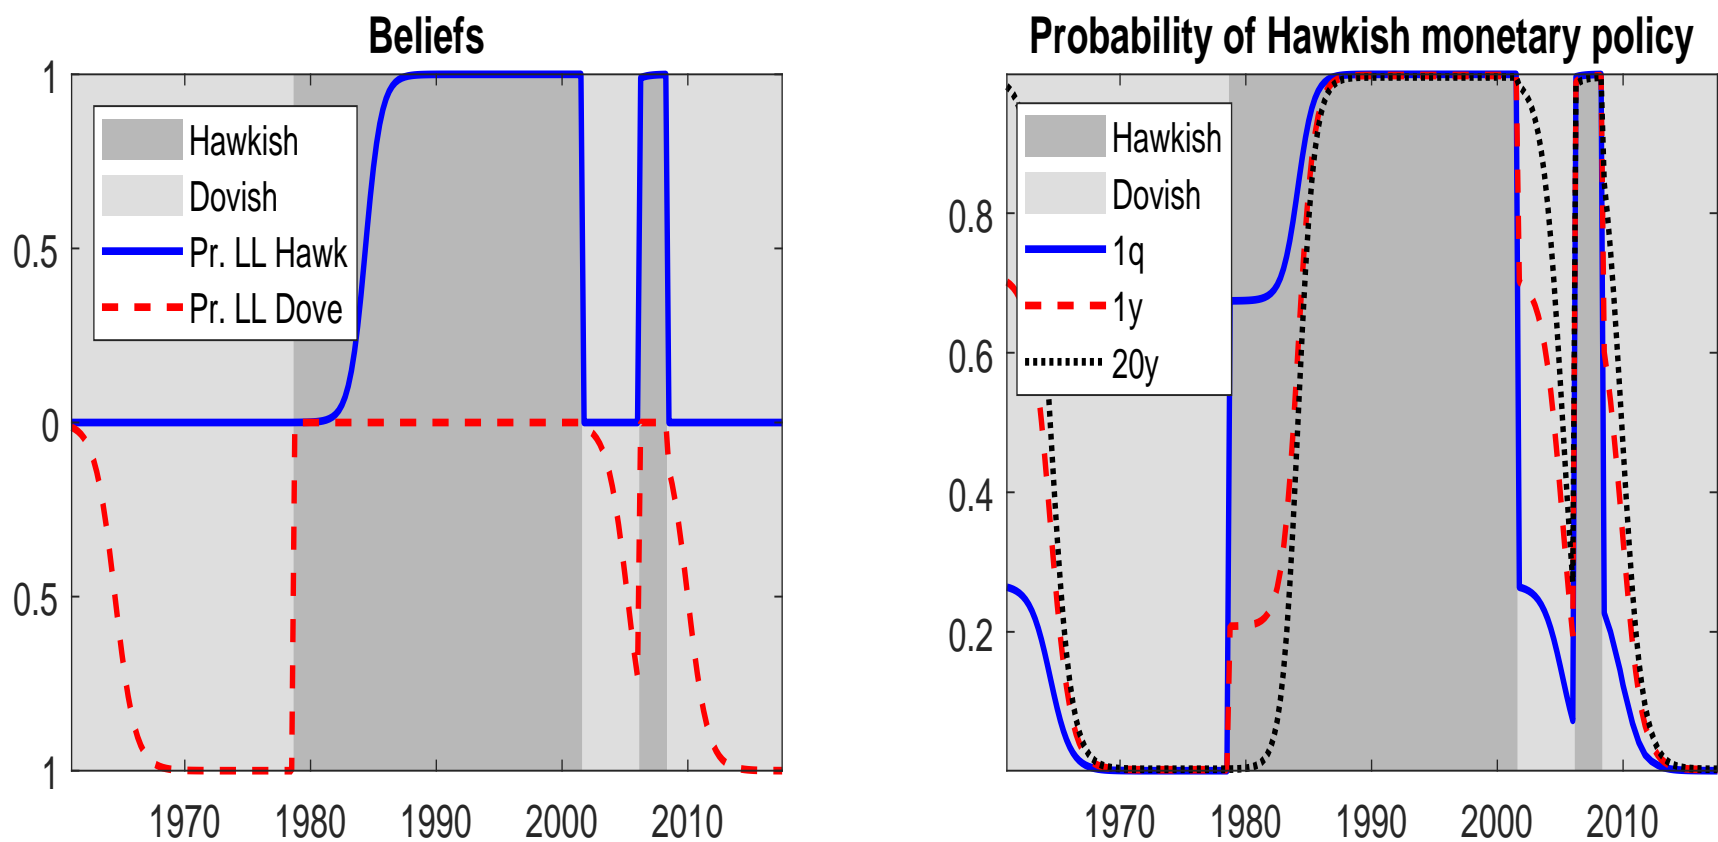 Beliefs
1
0.5
0
0.5
1
1970
1980
1990
2000
2010
Hawkish
Dovish
Pr. LL Hawk
Pr. LL Dove
Probability of Hawkish monetary policy
0.8
0.6
0.4
0.2
1970
1980
1990
2000
2010
Hawkish
Dovish
1q
1y
20y